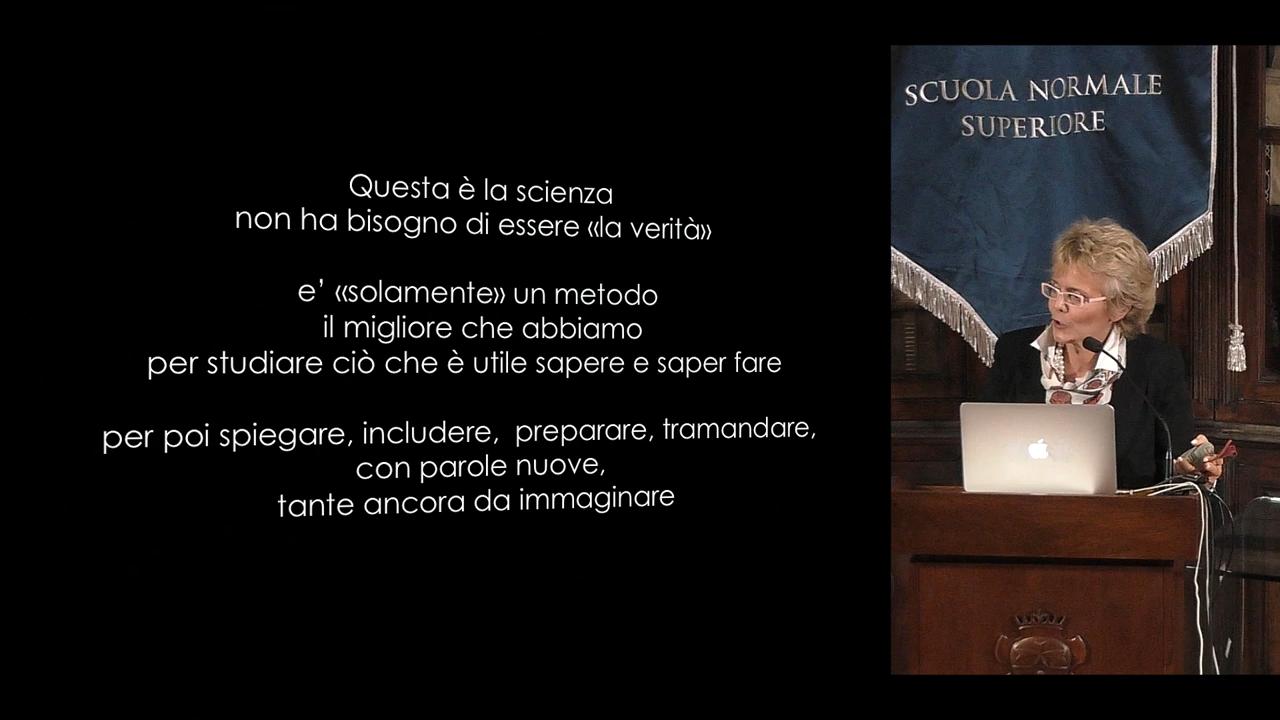 Questa è la scienza
non ha bisogno di essere «la verità»
e’ «solamente» un metodo
il migliore che abbiamo
per studiare ciò che è utile sapere e saper fare
per poi spiegare, includere,  preparare, tramandare,
con parole nuove,
tante ancora da immaginare
SCUOLA NORMALE
SUPERIORE